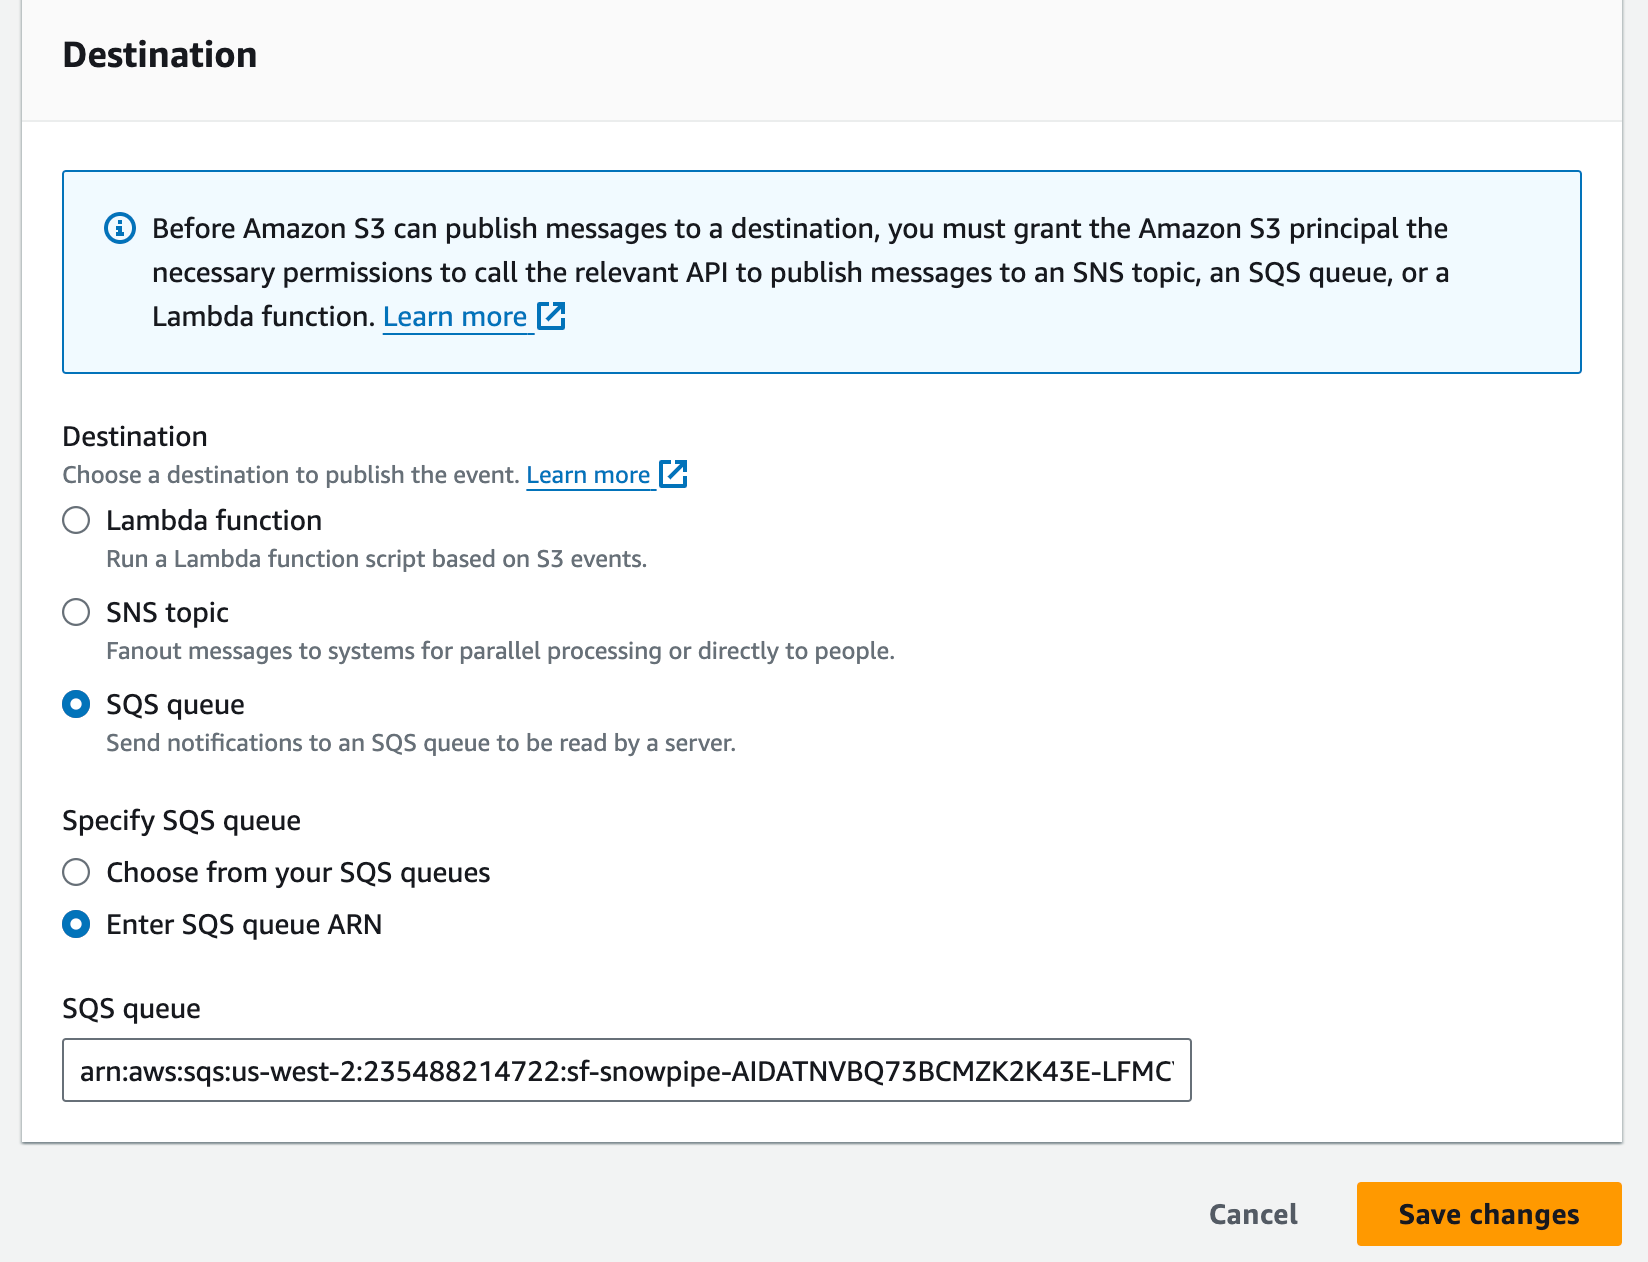 Destination
Before Amazon S3 can publish messages to a destination, you must grant the Amazon S3 principal the
necessary permissions to call the relevant API to publish messages to an SNS topic, an SQS queue, or a
Lambda function. Learn more
Destination
Choose a destination to publish the event. Learn more
Lambda function
Run a Lambda function script based on S3 events.
SNS topic
Fanout messages to systems for parallel processing or directly to people.
SQS queue
Send notifications to an SQS queue to be read by a server.
Specify SQS queue
Choose from your SQS queues
Enter SQS queue ARN
SQS queue
arn:aws:sqs:us-west-2:235488214722:sf-snowpipe-AIDATNVBQ73BCMZK2K43E-LFMC
Cancel
Save changes